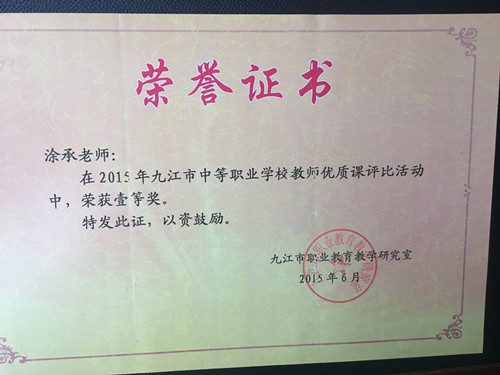 荣誉证书
涂承老师：
在2015年九江市中等职业学校教师优质课评比活动
中，荣获壹等奖。
特发此证，以资鼓励。
九江市职业教育教学研究室
2015年6月